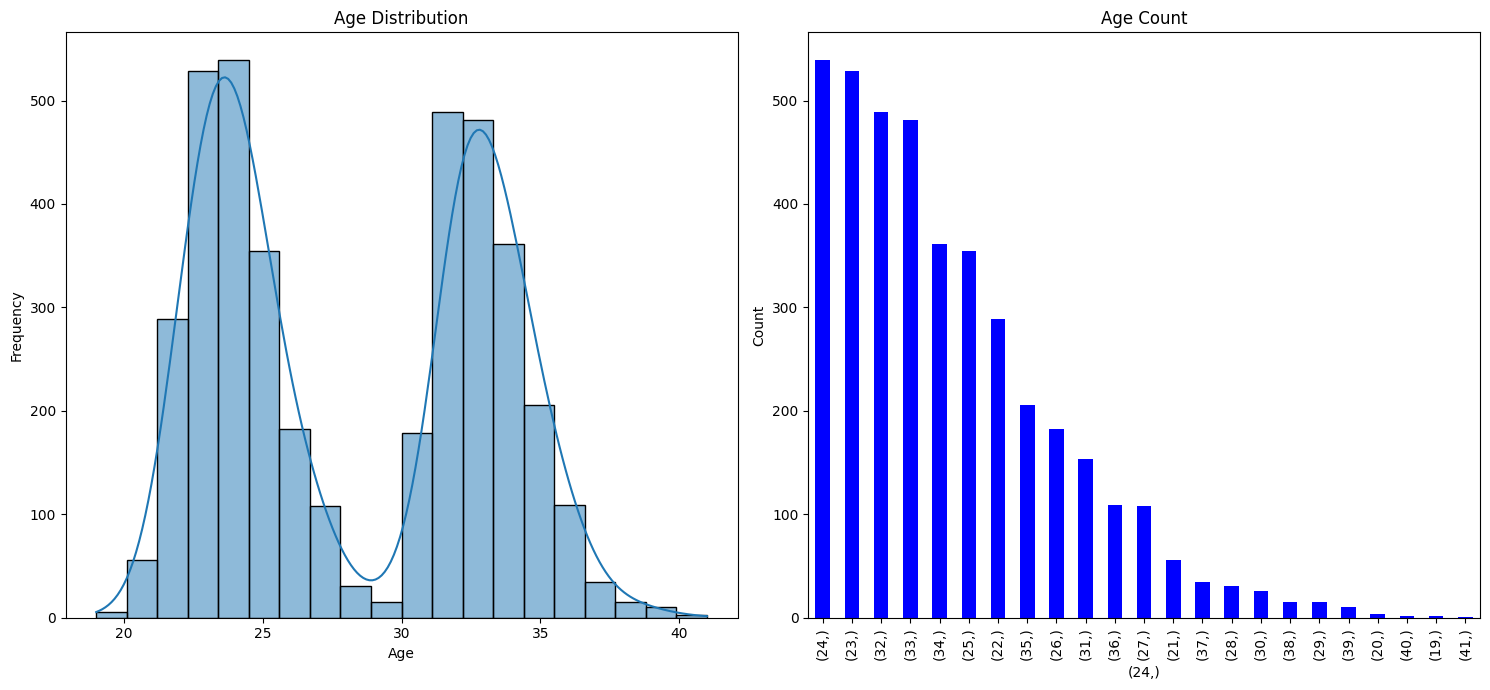 Age Distribution
Frequency
500
400
300
200
100
0
20 25 30 35 40
Age
Age Count
Count
500
400
300
200
100
0
(24,) (23,) (32,) (33,) (34,) (25,) (22,) (35,) (26,) (31,) (36,) (27,) (21,) (37,) (28,) (30,) (38,) (29,) (39,) (20,) (40,) (19,) (41,)
(24,)